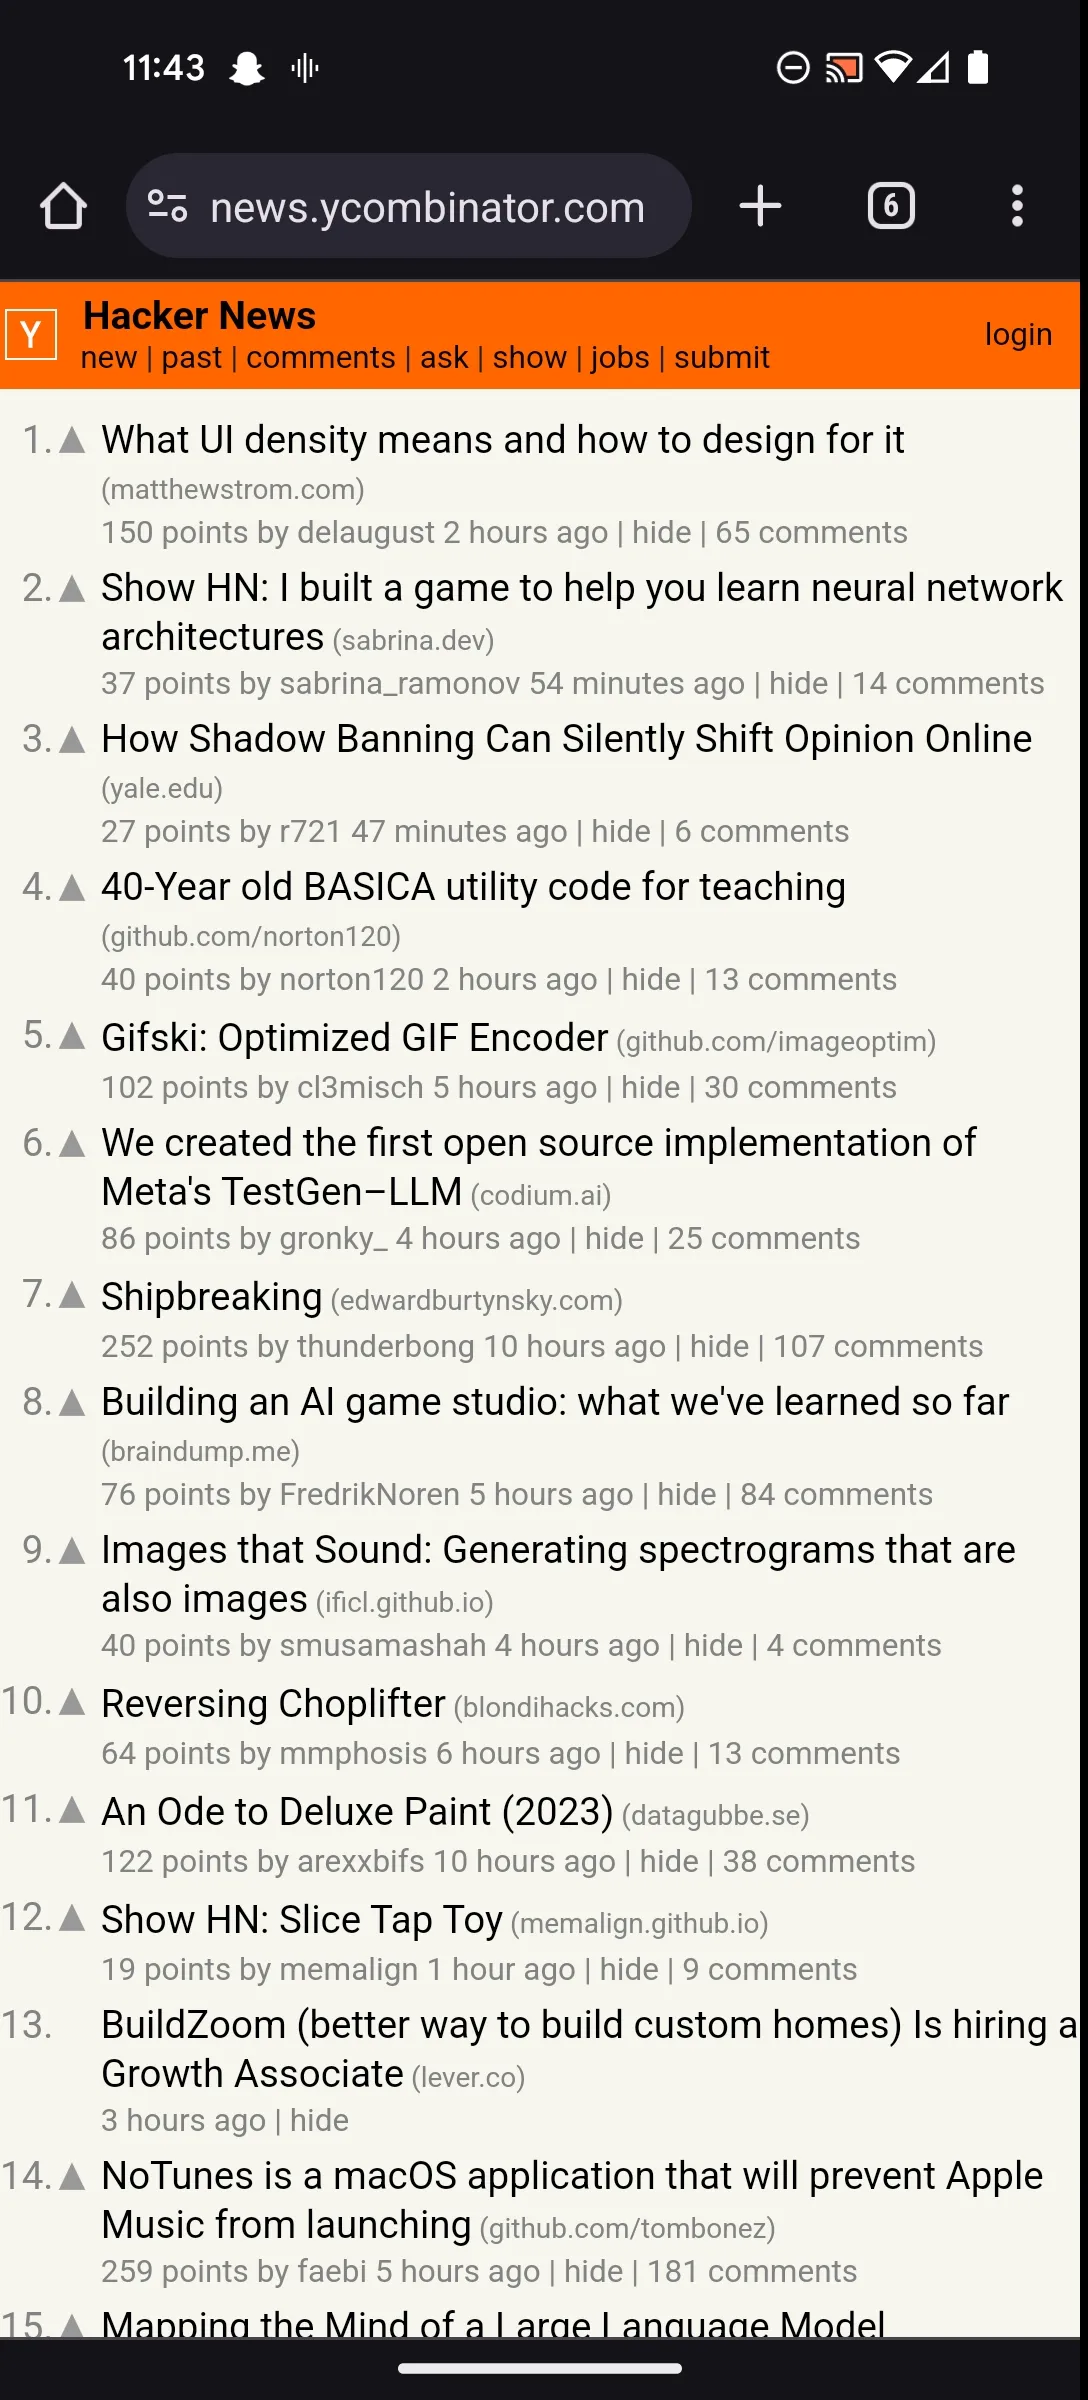 11:43
news.ycombinator.com
6
Y
Hacker News
new | past | comments | ask | show | jobs | submit
login
1. What UI density means and how to design for it
(matthewstrom.com)
150 points by delaugust 2 hours ago | hide | 65 comments
2. Show HN: I built a game to help you learn neural network
architectures (sabrina.dev)
37 points by sabrina_ramonov 54 minutes ago | hide | 14 comments
3. How Shadow Banning Can Silently Shift Opinion Online
(yale.edu)
27 points by r721 47 minutes ago | hide | 6 comments
4. 40-Year old BASICA utility code for teaching
(github.com/norton120)
40 points by norton120 2 hours ago | hide | 13 comments
5. Gifski: Optimized GIF Encoder (github.com/imageoptim)
102 points by cl3misch 5 hours ago | hide | 30 comments
6. We created the first open source implementation of
Meta's TestGen–LLM (codium.ai)
86 points by gronky_ 4 hours ago | hide | 25 comments
7. Shipbreaking (edwardburtynsky.com)
252 points by thunderbong 10 hours ago | hide | 107 comments
8. Building an AI game studio: what we've learned so far
(braindump.me)
76 points by FredrikNoren 5 hours ago | hide | 84 comments
9. Images that Sound: Generating spectrograms that are
also images (ificl.github.io)
40 points by smusamashah 4 hours ago | hide | 4 comments
10. Reversing Choplifter (blondihacks.com)
64 points by mmphosis 6 hours ago | hide | 13 comments
11. An Ode to Deluxe Paint (2023) (datagubbe.se)
122 points by arexxbifs 10 hours ago | hide | 38 comments
12. Show HN: Slice Tap Toy (memalign.github.io)
19 points by memalign 1 hour ago | hide | 9 comments
13. BuildZoom (better way to build custom homes) Is hiring a
Growth Associate (lever.co)
3 hours ago | hide
14. NoTunes is a macOS application that will prevent Apple
Music from launching (github.com/tombonez)
259 points by faebi 5 hours ago | hide | 181 comments
15. Mapping the Mind of a Large Language Model